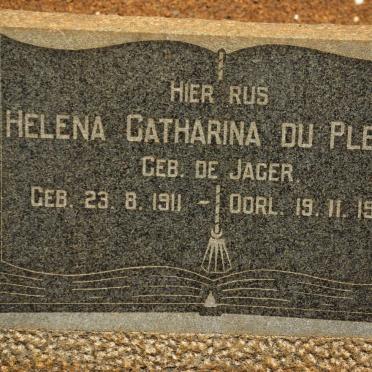 HIER RUS
HELENA CATHARINA DU PLE
GEB. DE JAGER
GEB. 23. 8. 1911 – OORL. 19. 11. 19